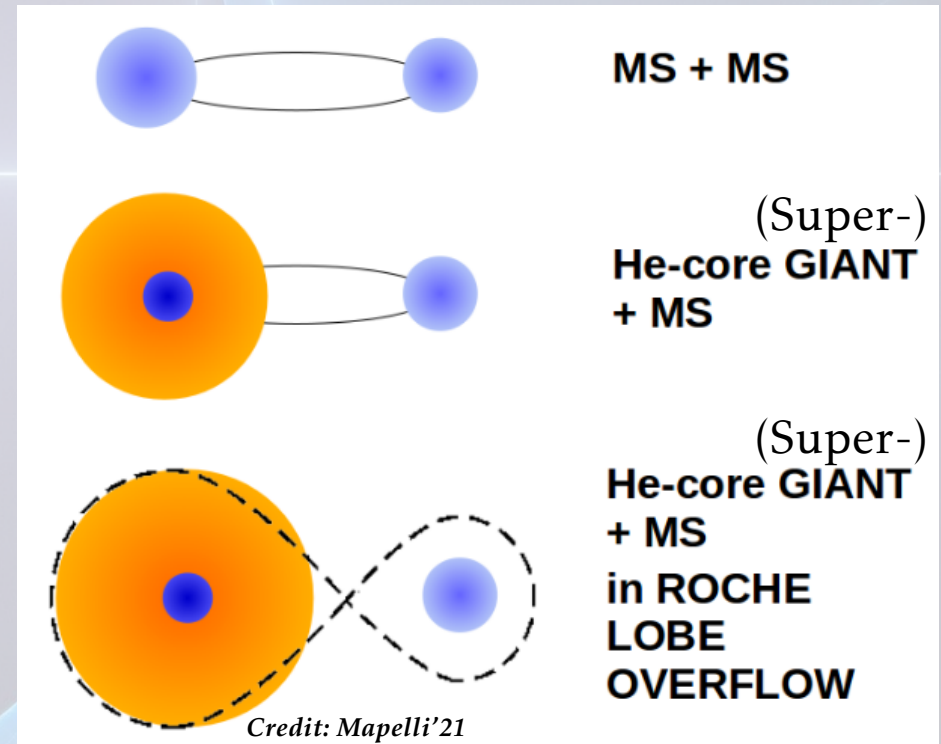 MS + MS
(Super-)
He-core GIANT
+ MS
(Super-)
He-core GIANT
+ MS
in ROCHE
LOBE
OVERFLOW
Credit: Mapelli'21